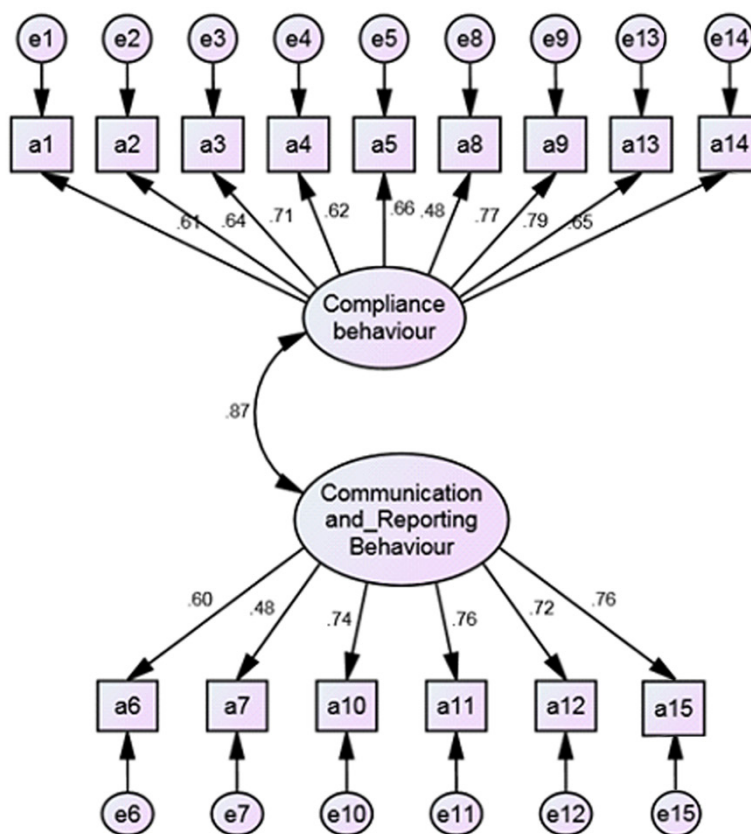 e1 e2 e3 e4 e5 e8 e9 e13 e14
a1 a2 a3 a4 a5 a8 a9 a13 a14
.61 .64 .71 .62 .66 .48 .77 .79 .65
Compliance
behaviour
.87
Communication
and_Reporting
Behaviour
.60 .48 .74 .76 .72 .76
a6 a7 a10 a11 a12 a15
e6 e7 e10 e11 e12 e15